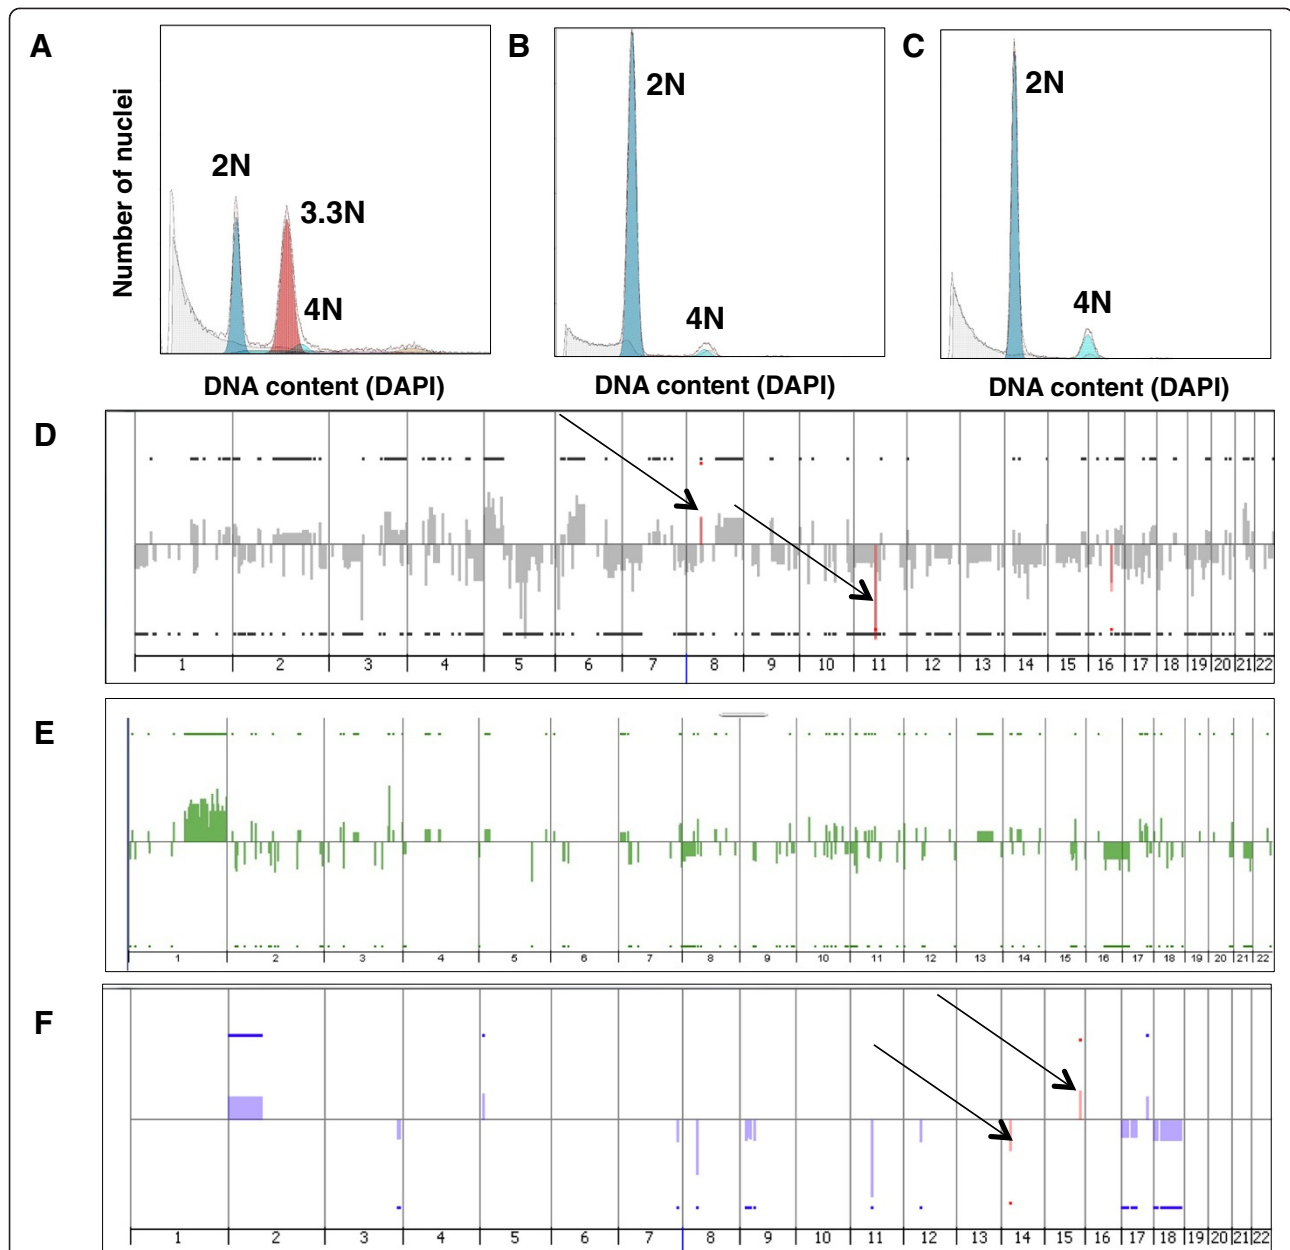 A
B
C
Number of nuclei
2N
3.3N
4N
2N
4N
2N
4N
DNA content (DAPI)
DNA content (DAPI)
DNA content (DAPI)
D
1 2 3 4 5 6 7 8 9 10 11 12 13 14 15 16 17 18 19 20 21 22
E
1 2 3 4 5 6 7 8 9 10 11 12 13 14 15 16 17 18 19 20 21 22
F
1 2 3 4 5 6 7 8 9 10 11 12 13 14 15 16 17 18 19 20 21 22